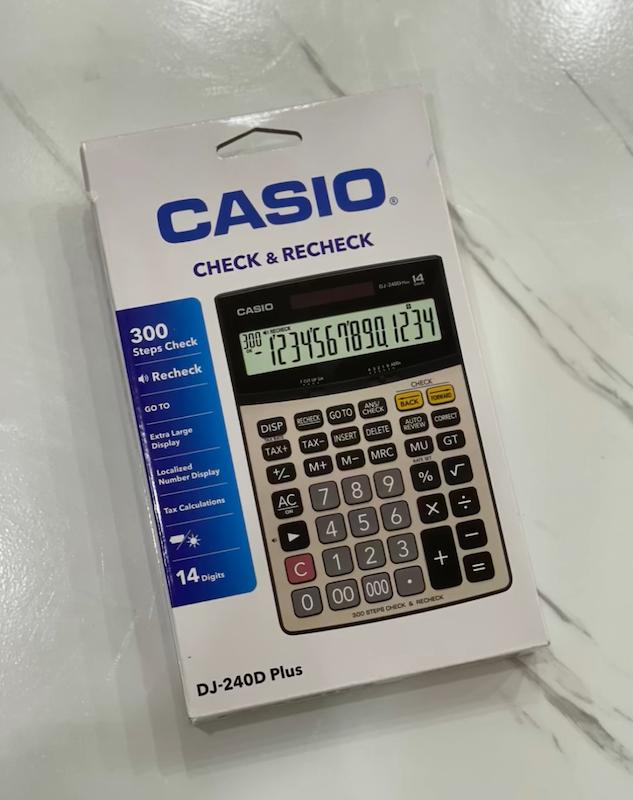 CASIO®
CHECK & RECHECK
300
Steps Check
Recheck
GO TO
Extra Large
Display
Localized
Number Display
Tax Calculations
14 Digits
CASIO
DJ-240D Plus
14
300 RECHECK
-12345678901234
CHECK
DISP RECHECK GO TO ANS/CHECK BACK FORWARD
TAX+ TAX− INSERT DELETE AUTO REVIEW CORRECT
+/− M+ M− MRC MU GT
RATE SET
AC
ON
7 8 9 % √
▶ 4 5 6 × ÷
C 1 2 3 + −
0 00 000 · =
300 STEPS CHECK & RECHECK
DJ-240D Plus